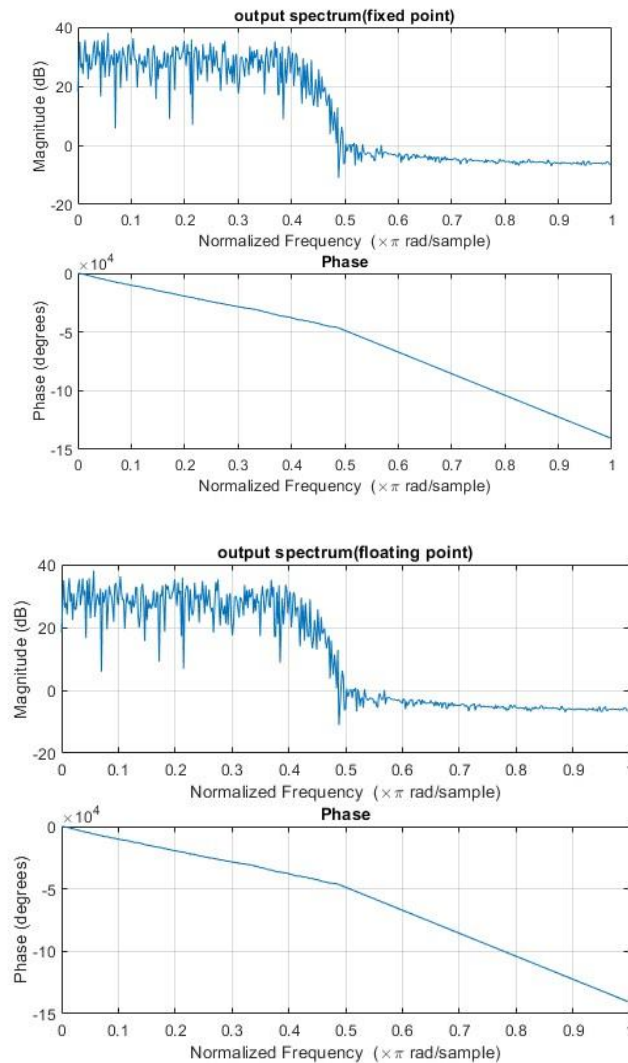 output spectrum(fixed point)
Magnitude (dB)
40
20
0
-20
0 0.1 0.2 0.3 0.4 0.5 0.6 0.7 0.8 0.9 1
Normalized Frequency (×π rad/sample)
×10⁴
Phase
Phase (degrees)
0
-5
-10
-15
0 0.1 0.2 0.3 0.4 0.5 0.6 0.7 0.8 0.9 1
Normalized Frequency (×π rad/sample)
output spectrum(floating point)
Magnitude (dB)
40
20
0
-20
0 0.1 0.2 0.3 0.4 0.5 0.6 0.7 0.8 0.9 1
Normalized Frequency (×π rad/sample)
×10⁴
Phase
Phase (degrees)
0
-5
-10
-15
0 0.1 0.2 0.3 0.4 0.5 0.6 0.7 0.8 0.9 1
Normalized Frequency (×π rad/sample)